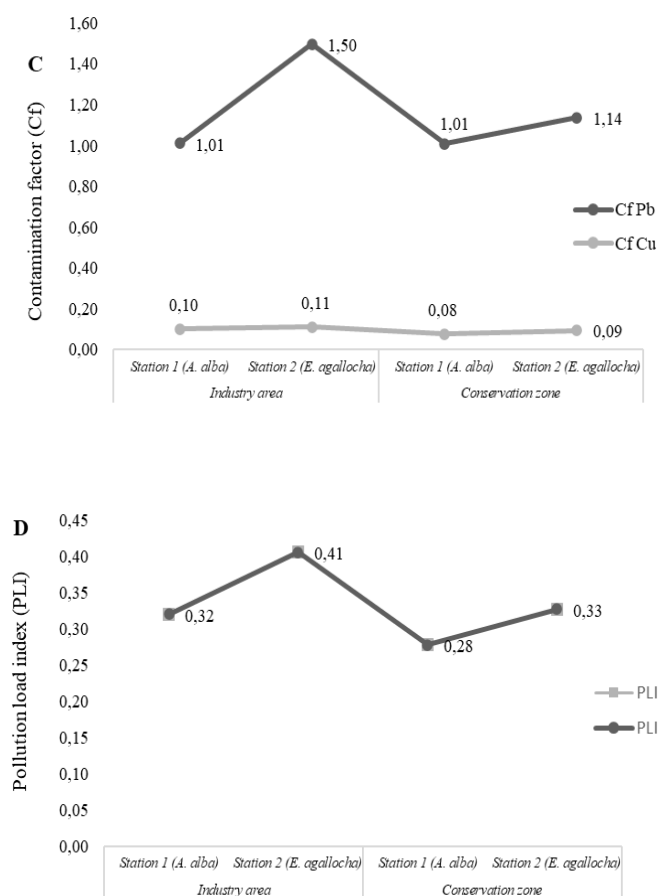 C
Contamination factor (Cf)
1,60
1,40
1,20
1,00
0,80
0,60
0,40
0,20
0,00
1,01
1,50
1,01
1,14
0,10
0,11
0,08
0,09
Cf Pb
Cf Cu
Station 1 (A. alba) Station 2 (E. agallocha) Station 1 (A. alba) Station 2 (E. agallocha)
Industry area Conservation zone
D
Pollution load index (PLI)
0,45
0,40
0,35
0,30
0,25
0,20
0,15
0,10
0,05
0,00
0,32
0,41
0,28
0,33
PLI
PLI
Station 1 (A. alba) Station 2 (E. agallocha) Station 1 (A. alba) Station 2 (E. agallocha)
Industry area Conservation zone